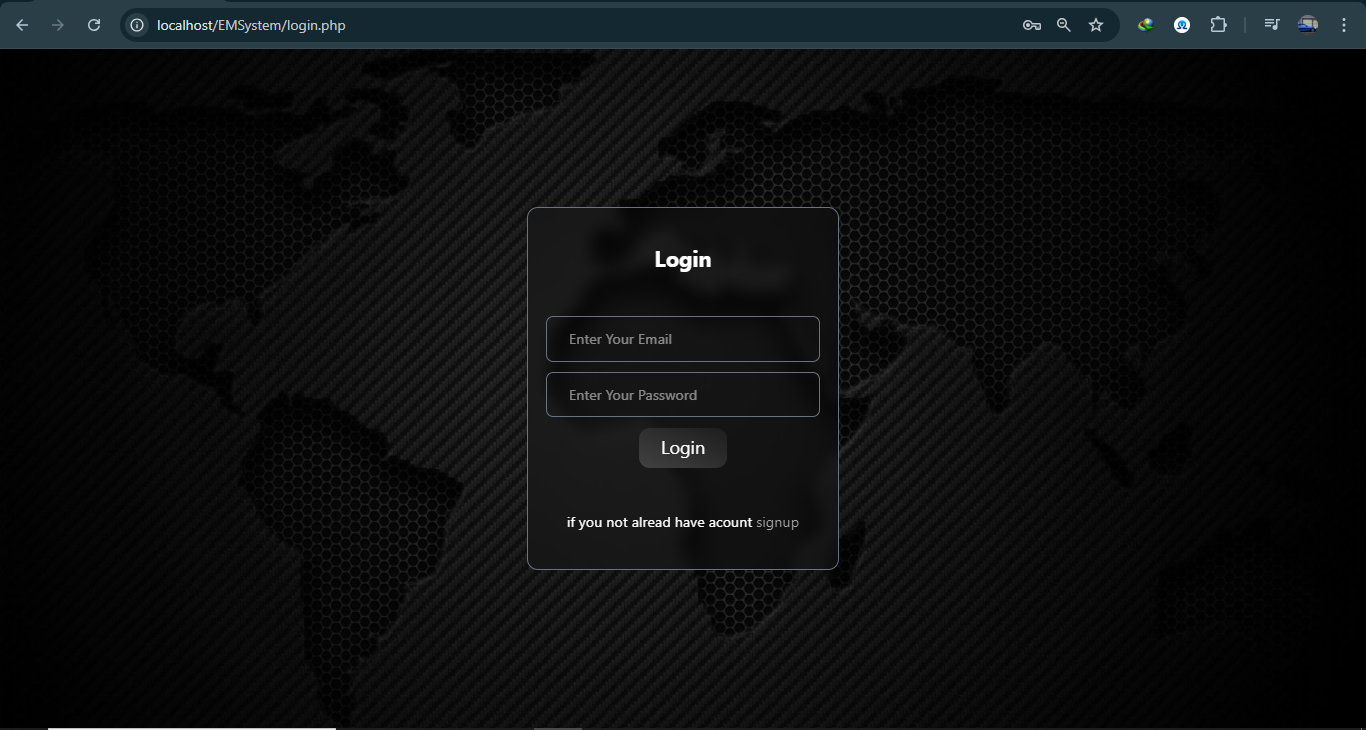 localhost/EMSystem/login.php
Login
Enter Your Email
Enter Your Password
Login
if you not alread have acount signup